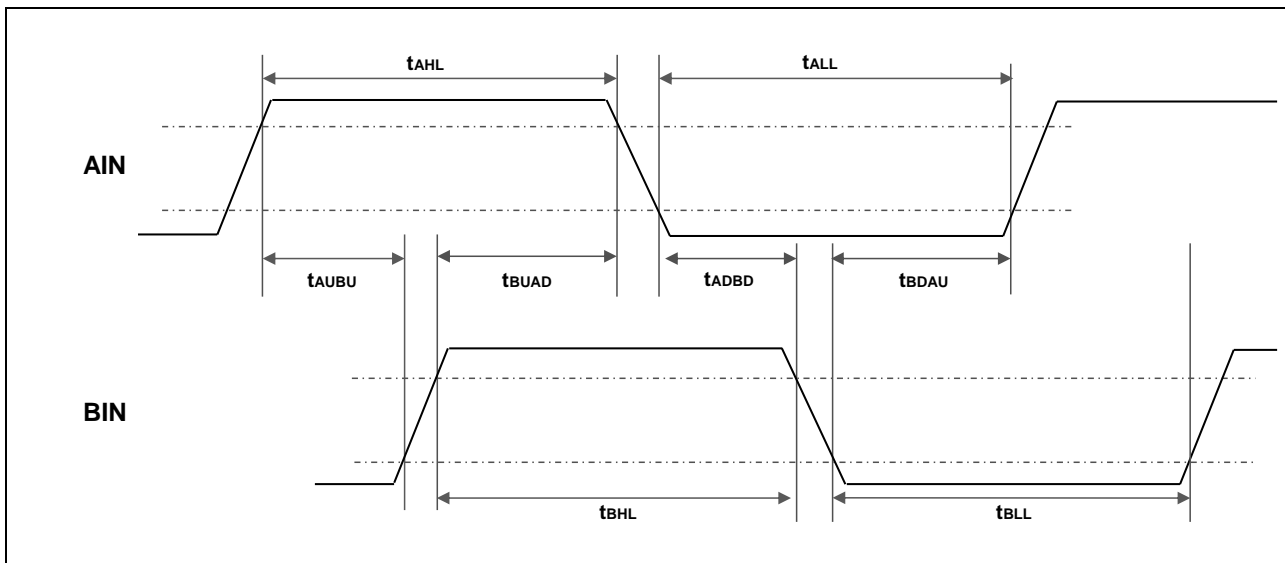 tAHL
tALL
AIN
tAUBU
tBUAD
tADBD
tBDAU
BIN
tBHL
tBLL